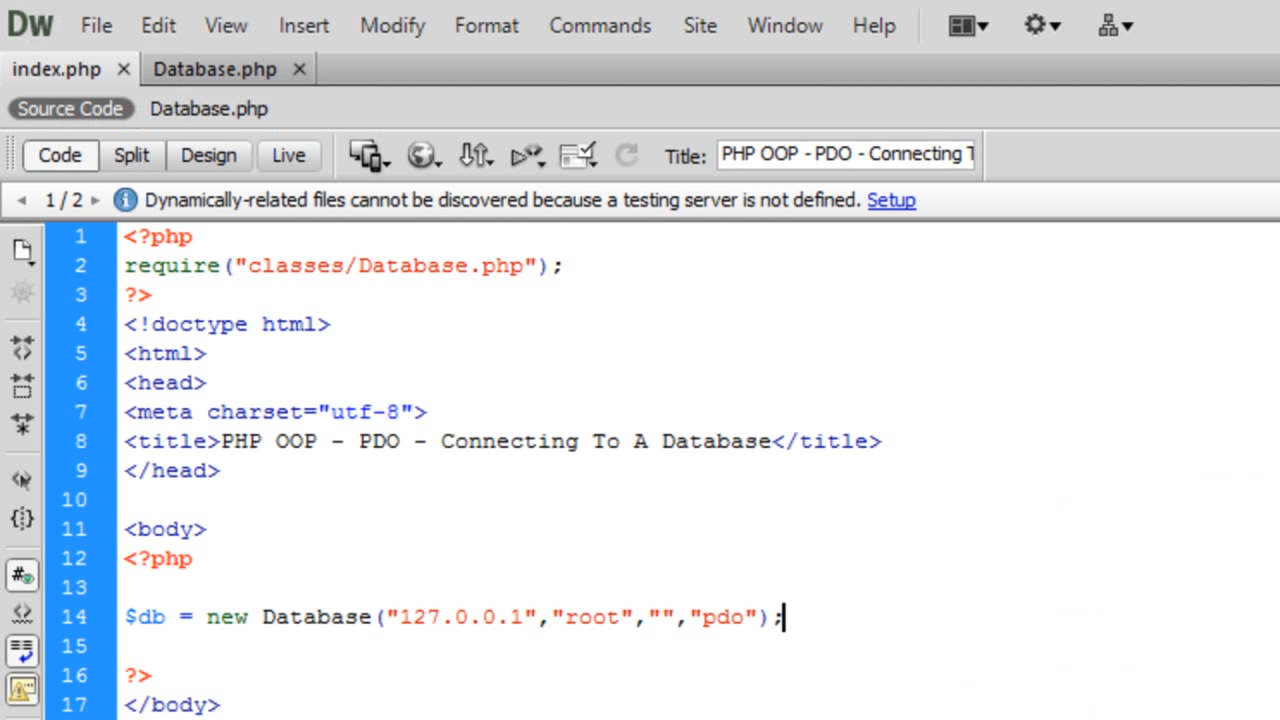 Dw File Edit View Insert Modify Format Commands Site Window Help
index.php Database.php
Source Code Database.php
Code Split Design Live Title: PHP OOP - PDO - Connecting T
1 / 2 Dynamically-related files cannot be discovered because a testing server is not defined. Setup
1 <?php
2 require("classes/Database.php");
3 ?>
4 <!doctype html>
5 <html>
6 <head>
7 <meta charset="utf-8">
8 <title>PHP OOP - PDO - Connecting To A Database</title>
9 </head>
10
11 <body>
12 <?php
13
14 $db = new Database("127.0.0.1","root","","pdo");
15
16 ?>
17 </body>